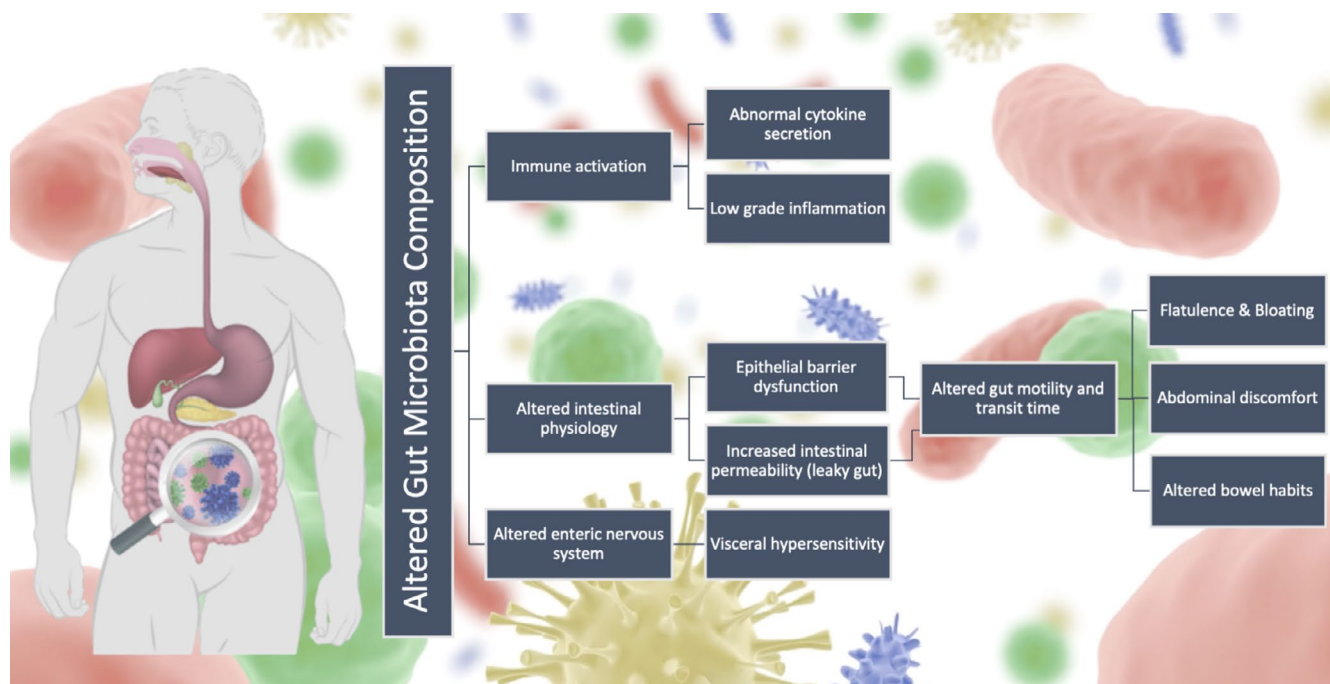 Altered Gut Microbiota Composition
Immune activation
Abnormal cytokine
secretion
Low grade inflammation
Altered intestinal
physiology
Epithelial barrier
dysfunction
Increased intestinal
permeability (leaky gut)
Altered gut motility and
transit time
Flatulence & Bloating
Abdominal discomfort
Altered bowel habits
Altered enteric nervous
system
Visceral hypersensitivity